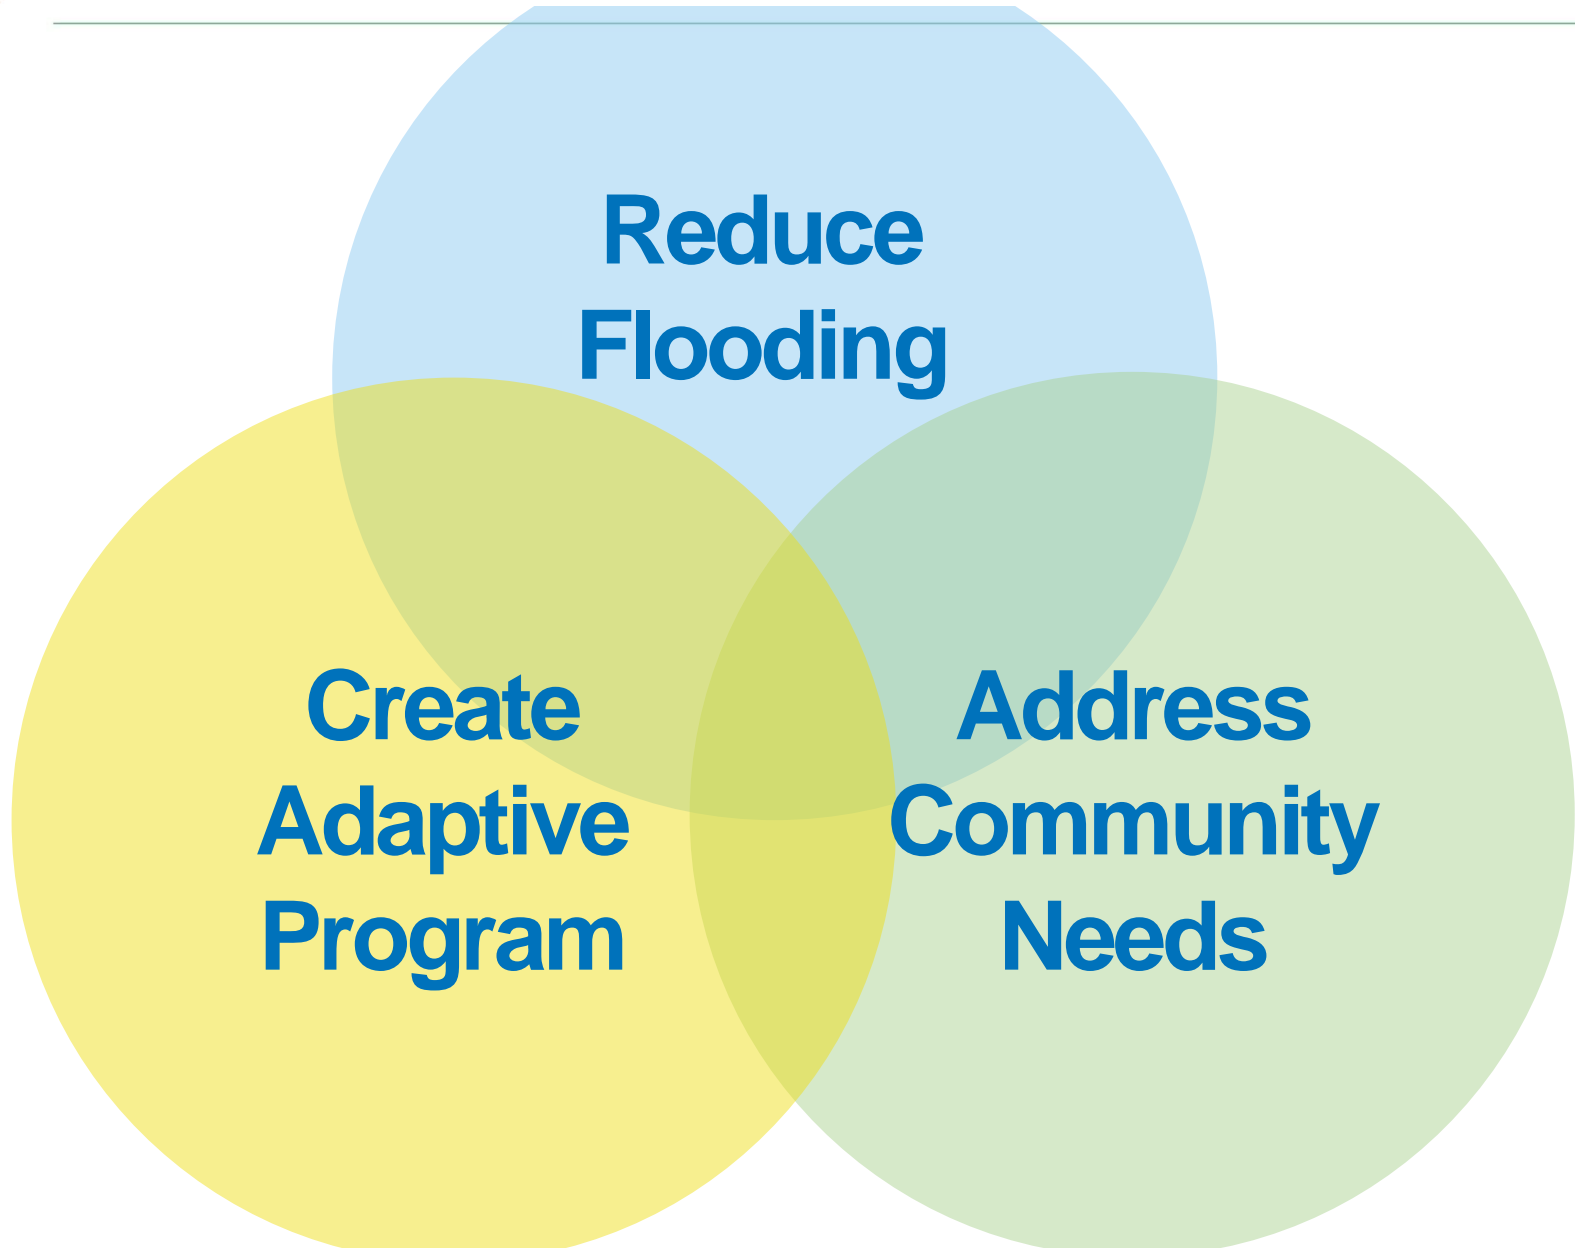 Reduce
Flooding
Create
Adaptive
Program
Address
Community
Needs